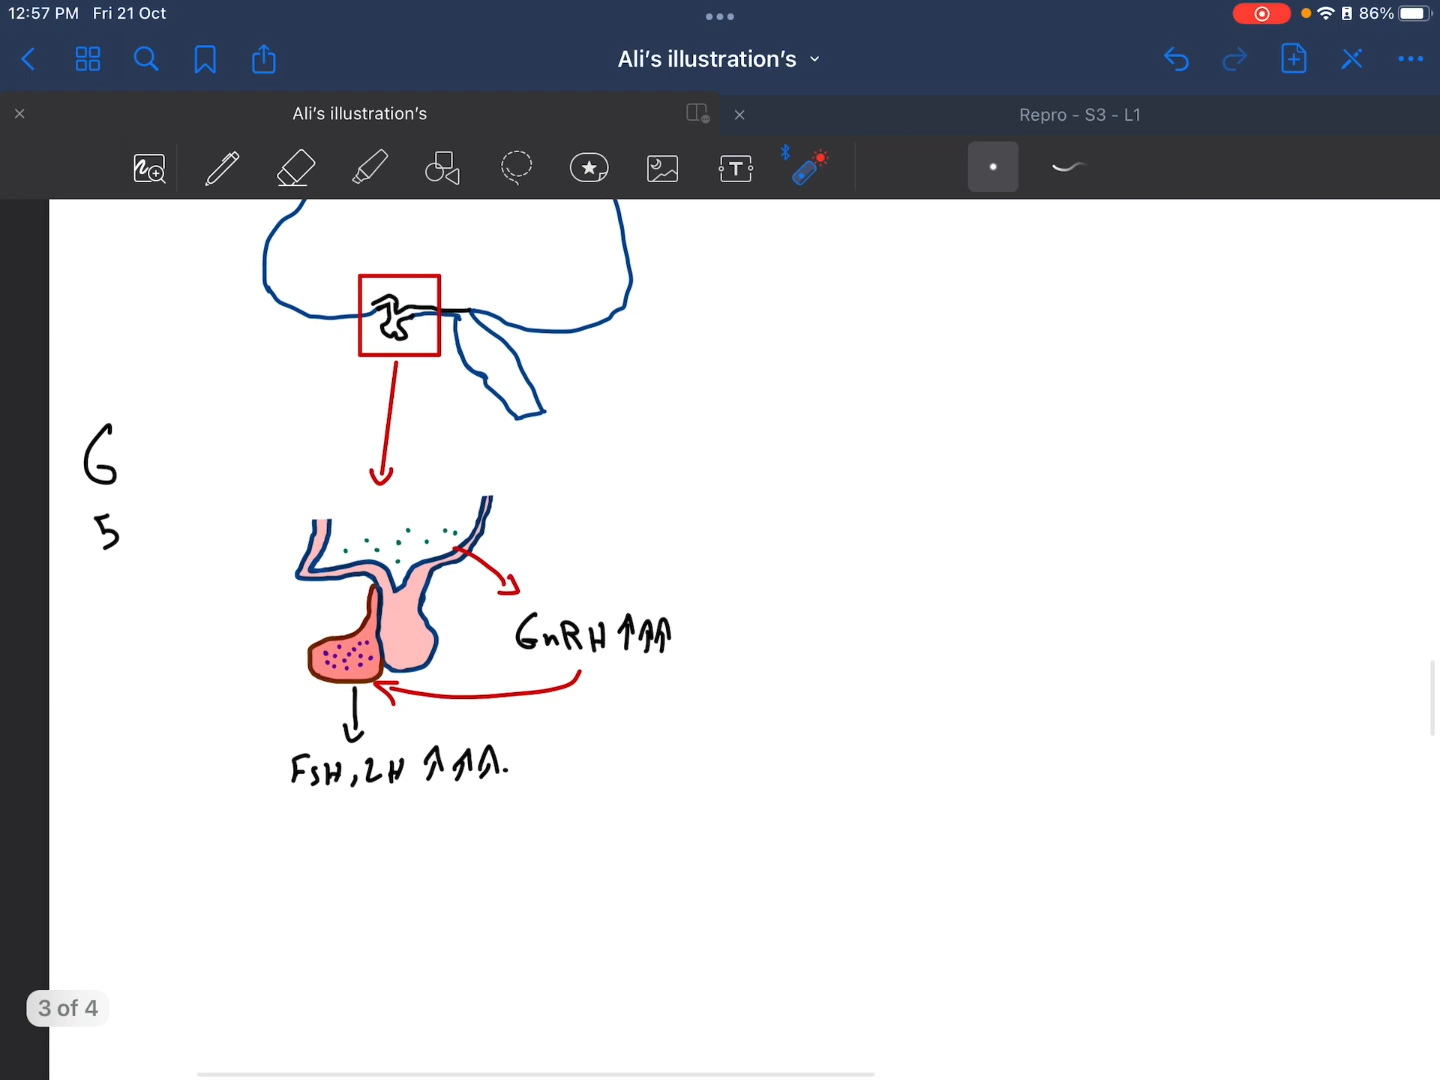 12:57 PM Fri 21 Oct
86%
Ali's illustration's
Ali's illustration's
Repro - S3 - L1
T
G
5
GnRH ↑↑↑
FSH, LH ↑↑↑.
3 of 4